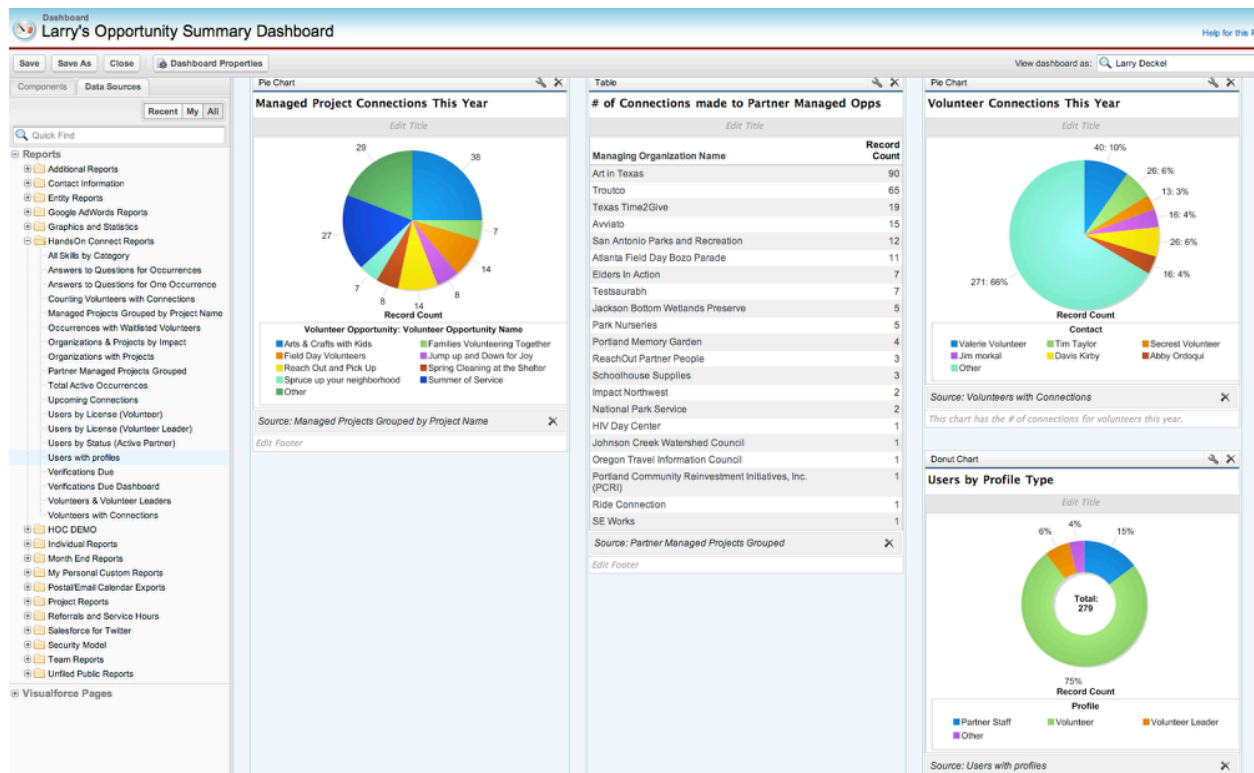 Dashboard
Larry's Opportunity Summary Dashboard
Help for this
Save Save As Close Dashboard Properties
View dashboard as: Larry Deckel
Components Data Sources
Recent My All
Quick Find
Reports
Additional Reports
Contact Information
Entity Reports
Google AdWords Reports
Graphics and Statistics
HandsOn Connect Reports
All Skills by Category
Answers to Questions for Occurrences
Answers to Questions for One Occurrence
Counting Volunteers with Connections
Managed Projects Grouped by Project Name
Occurrences with Waitlisted Volunteers
Organizations & Projects by Impact
Organizations with Projects
Partner Managed Projects Grouped
Total Active Occurrences
Upcoming Connections
Users by License (Volunteer)
Users by License (Volunteer Leader)
Users by Status (Active Partner)
Users with profiles
Verifications Due
Verifications Due Dashboard
Volunteers & Volunteer Leaders
Volunteers with Connections
HOC DEMO
Individual Reports
Month End Reports
My Personal Custom Reports
Postal/Email Calendar Exports
Project Reports
Referrals and Service Hours
Salesforce for Twitter
Security Model
Team Reports
Unfiled Public Reports
Visualforce Pages
Pie Chart
Managed Project Connections This Year
Edit Title
29
38
7
27
14
7
8
8
14
Record Count
Volunteer Opportunity: Volunteer Opportunity Name
Arts & Crafts with Kids Families Volunteering Together
Field Day Volunteers Jump up and Down for Joy
Reach Out and Pick Up Spring Cleaning at the Shelter
Spruce up your neighborhood Summer of Service
Other
Source: Managed Projects Grouped by Project Name
Edit Footer
Table
# of Connections made to Partner Managed Opps
Edit Title
Managing Organization Name Record Count
Art in Texas 90
Troutco 65
Texas Time2Give 19
Avviato 15
San Antonio Parks and Recreation 12
Atlanta Field Day Bozo Parade 11
Elders In Action 7
Testsaurabh 7
Jackson Bottom Wetlands Preserve 5
Park Nurseries 5
Portland Memory Garden 4
ReachOut Partner People 3
Schoolhouse Supplies 3
Impact Northwest 2
National Park Service 2
HIV Day Center 1
Johnson Creek Watershed Council 1
Oregon Travel Information Council 1
Portland Community Reinvestment Initiatives, Inc. 1
(PCRI)
Ride Connection 1
SE Works 1
Source: Partner Managed Projects Grouped
Edit Footer
Pie Chart
Volunteer Connections This Year
Edit Title
40: 10%
26: 6%
13: 3%
16: 4%
26: 6%
16: 4%
271: 66%
Record Count
Contact
Valerie Volunteer Tim Taylor Secrest Volunteer
Jim morkal Davis Kirby Abby Ordoqui
Other
Source: Volunteers with Connections
This chart has the # of connections for volunteers this year.
Donut Chart
Users by Profile Type
Edit Title
6% 4% 15%
Total:
279
75%
Record Count
Profile
Partner Staff Volunteer Volunteer Leader
Other
Source: Users with profiles